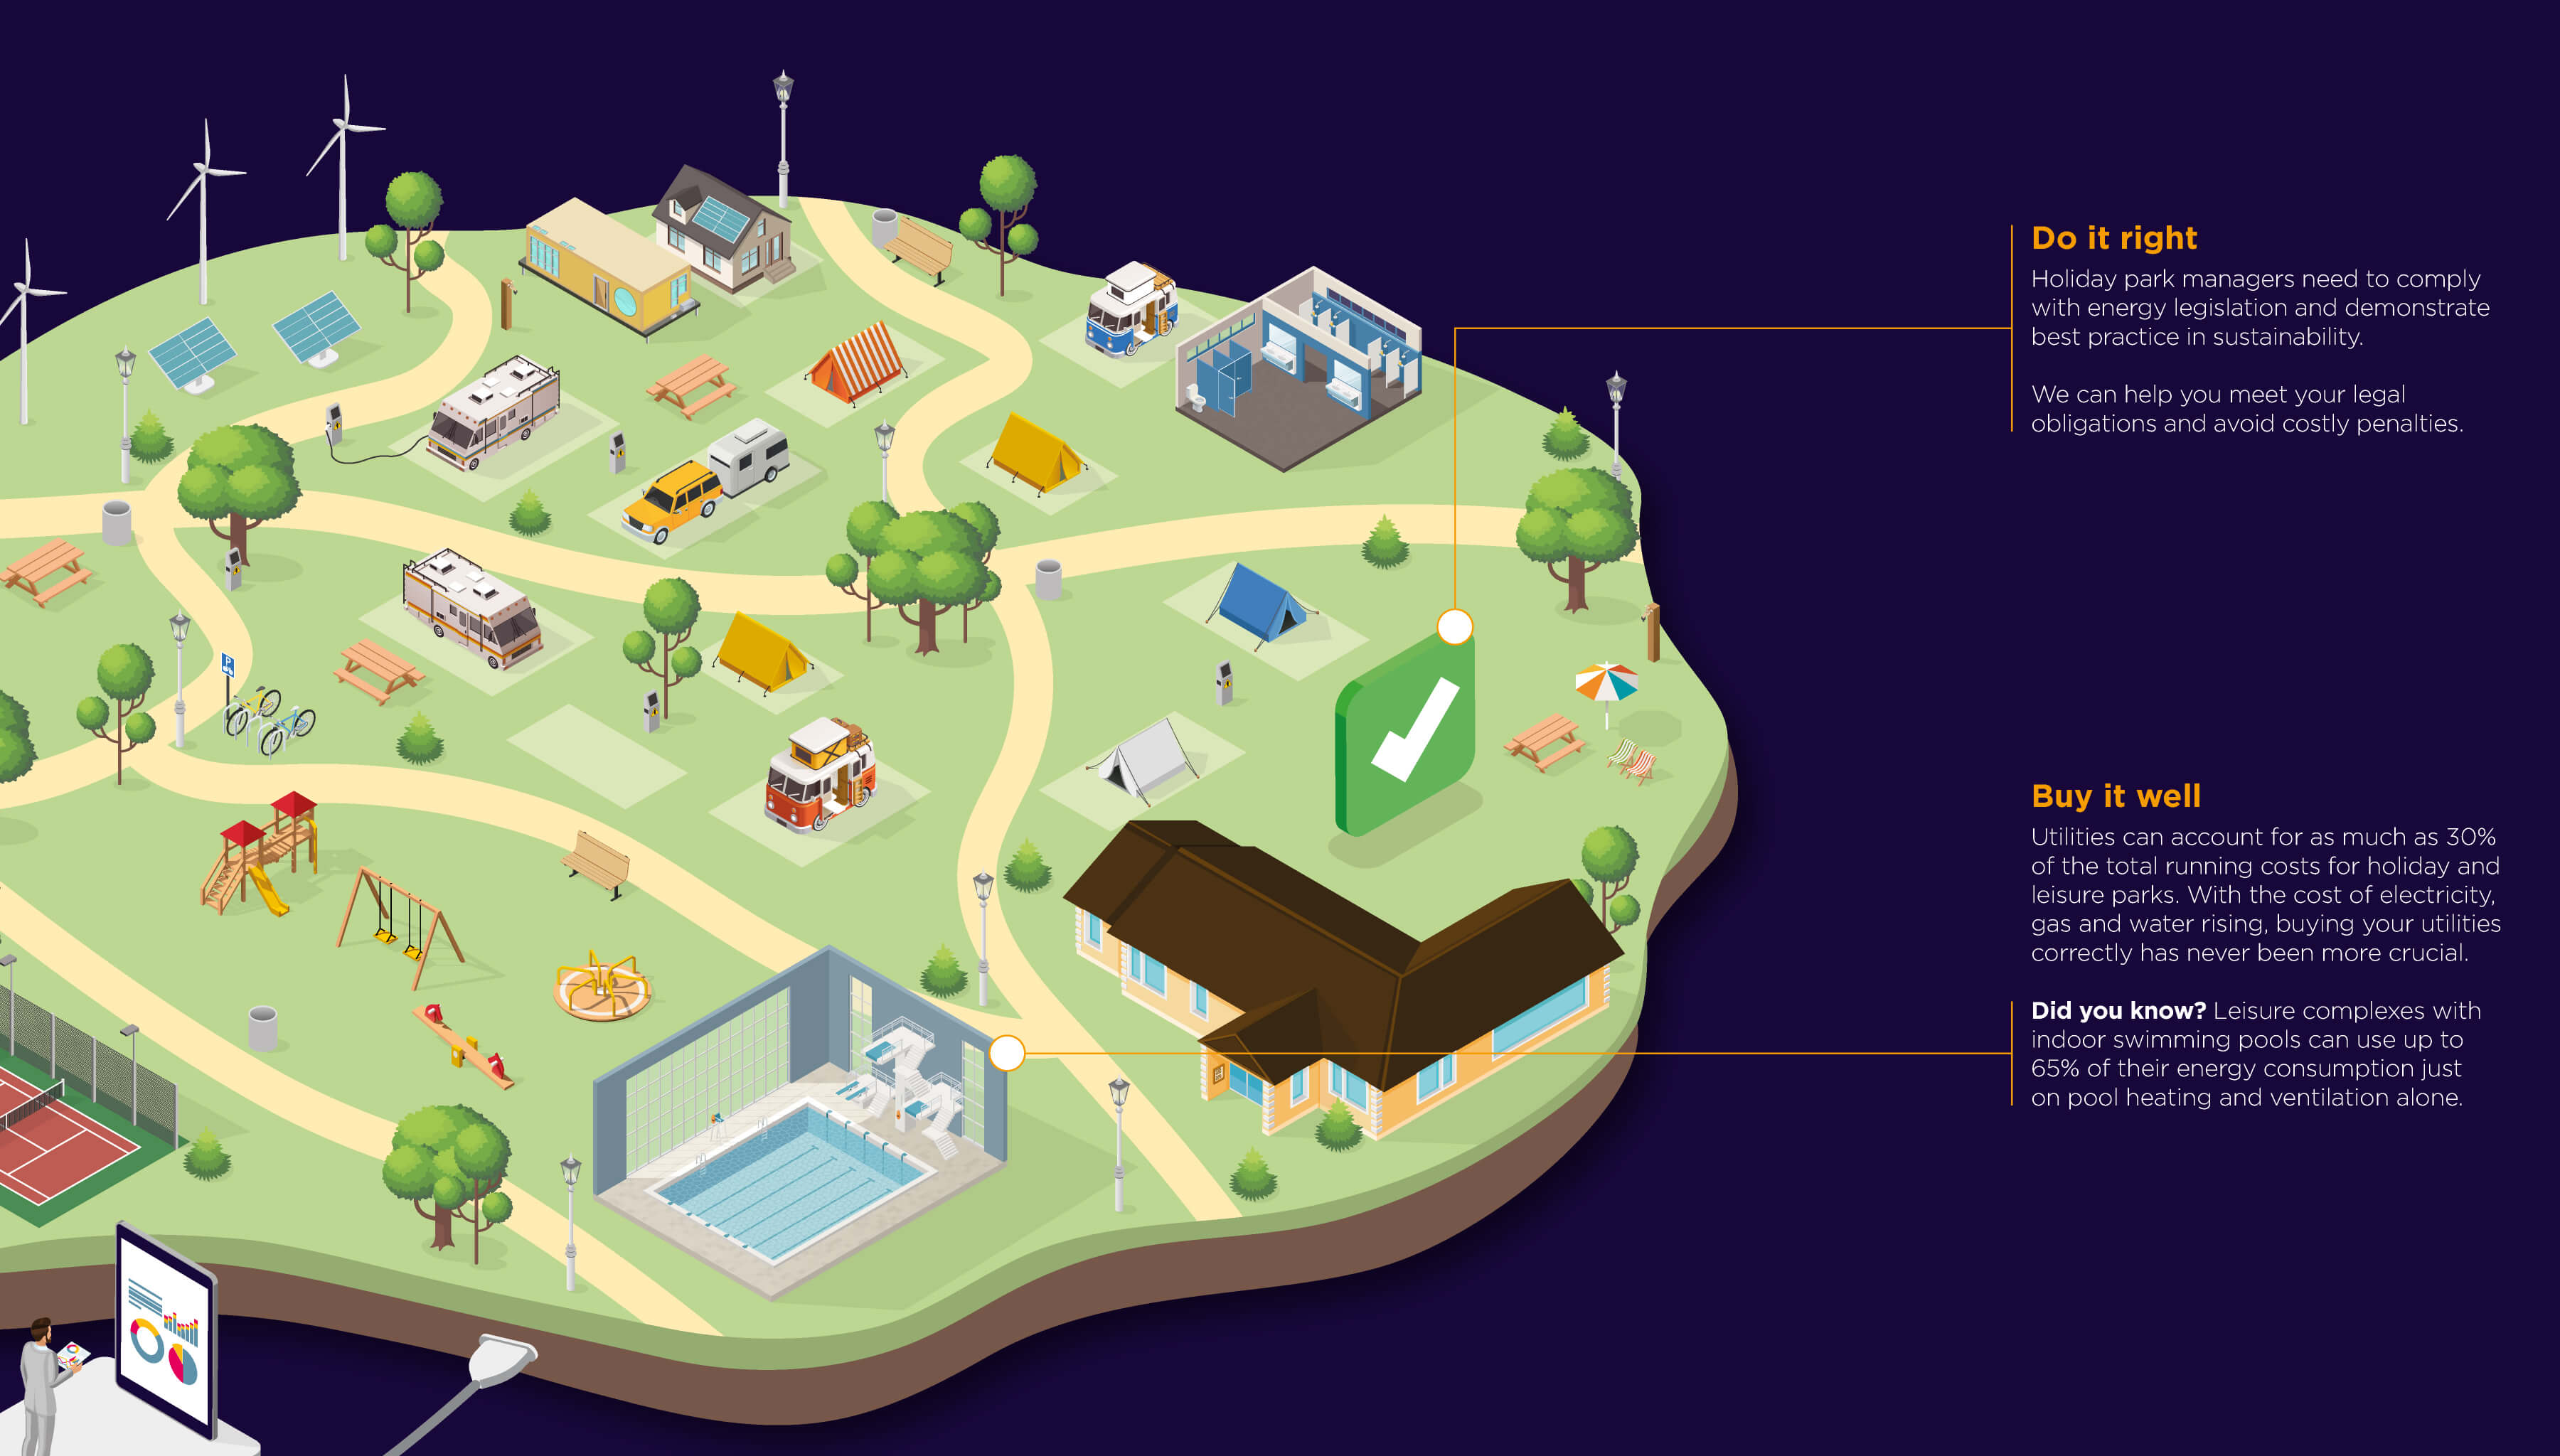 Do it right
Holiday park managers need to comply
with energy legislation and demonstrate
best practice in sustainability.
We can help you meet your legal
obligations and avoid costly penalties.
P
Buy it well
Utilities can account for as much as 30%
of the total running costs for holiday and
leisure parks. With the cost of electricity,
gas and water rising, buying your utilities
correctly has never been more crucial.
Did you know? Leisure complexes with
indoor swimming pools can use up to
65% of their energy consumption just
on pool heating and ventilation alone.